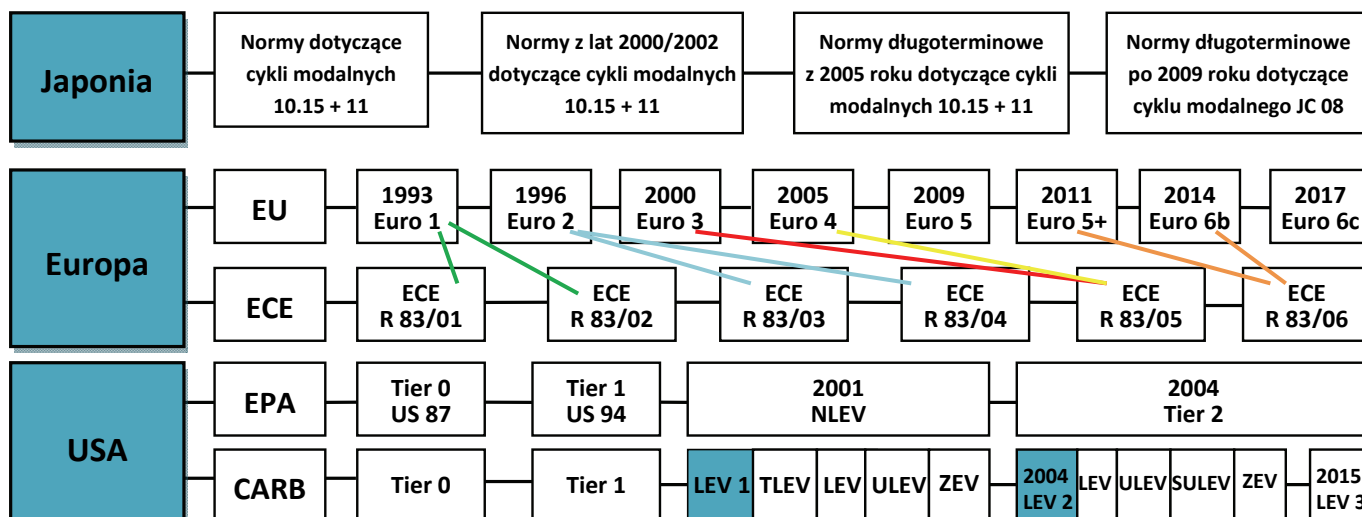 Japonia
Normy dotyczące
cykli modalnych
10.15 + 11
Normy z lat 2000/2002
dotyczące cykli modalnych
10.15 + 11
Normy długoterminowe
z 2005 roku dotyczące cykli
modalnych 10.15 + 11
Normy długoterminowe
po 2009 roku dotyczące
cyklu modalnego JC 08
Europa
EU
1993
Euro 1
1996
Euro 2
2000
Euro 3
2005
Euro 4
2009
Euro 5
2011
Euro 5+
2014
Euro 6b
2017
Euro 6c
ECE
ECE
R 83/01
ECE
R 83/02
ECE
R 83/03
ECE
R 83/04
ECE
R 83/05
ECE
R 83/06
USA
EPA
Tier 0
US 87
Tier 1
US 94
2001
NLEV
2004
Tier 2
CARB
Tier 0
Tier 1
LEV 1
TLEV
LEV
ULEV
ZEV
2004
LEV 2
LEV
ULEV
SULEV
ZEV
2015
LEV 3